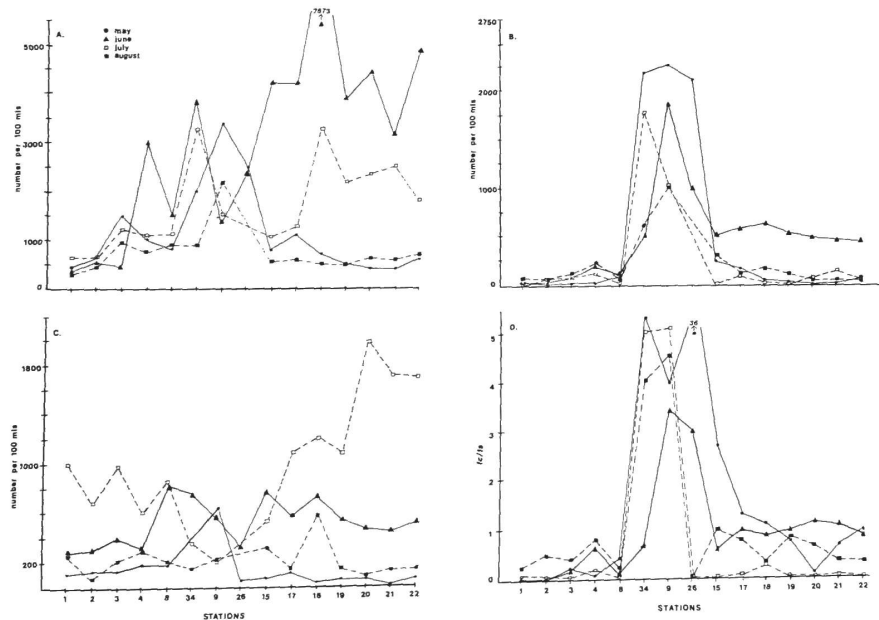 A.
may
june
july
august
7873
5000
3000
1000
0
number per 100 mls
B.
2750
2000
1000
0
number per 100 mls
C.
1800
1000
200
number per 100 mls
1 2 3 4 8 34 9 26 15 17 18 19 20 21 22
STATIONS
D.
36
5
4
3
2
1
0
fc/fs
1 2 3 4 8 34 9 26 15 17 18 19 20 21 22
STATIONS